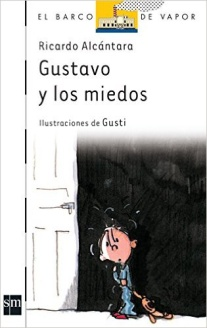 EL BARCO DE VAPOR
Ricardo Alcántara
Gustavo
y los miedos
Ilustraciones de Gusti
sm